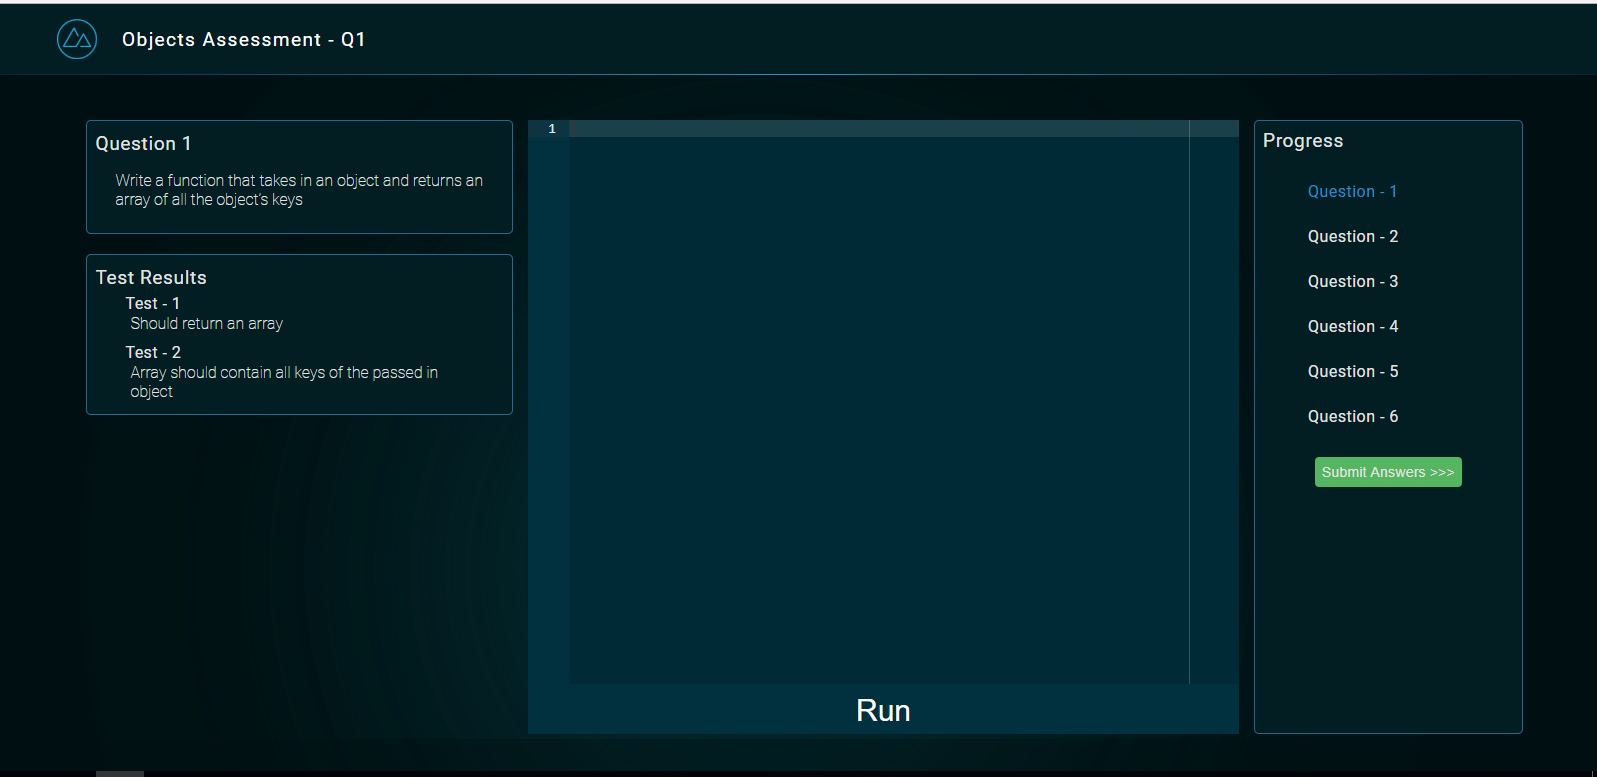 Objects Assessment - Q1
Question 1
Write a function that takes in an object and returns an
array of all the object's keys
Test Results
Test - 1
Should return an array
Test - 2
Array should contain all keys of the passed in
object
1
Run
Progress
Question - 1
Question - 2
Question - 3
Question - 4
Question - 5
Question - 6
Submit Answers >>>